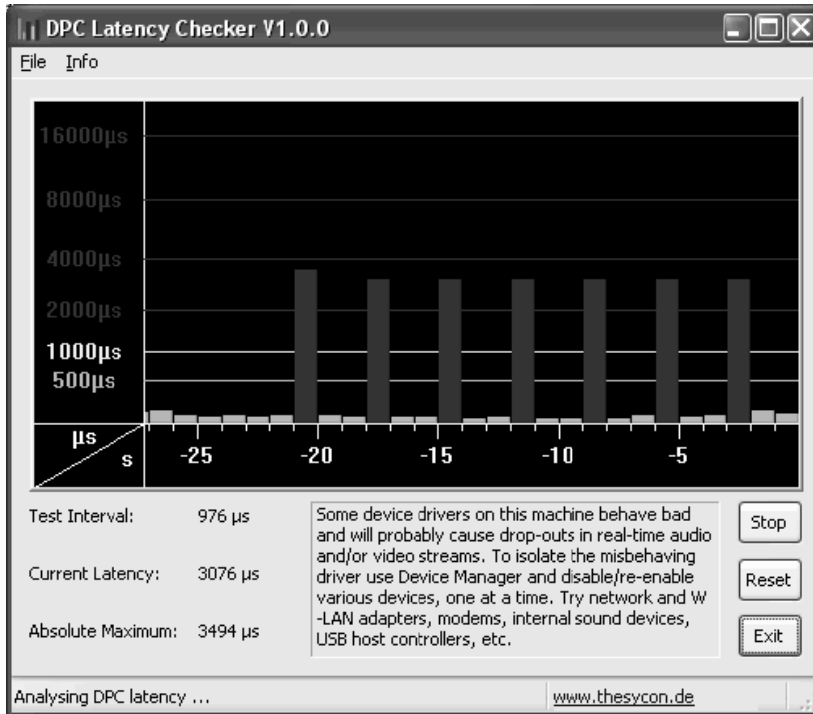 DPC Latency Checker V1.0.0
File Info
16000µs
8000µs
4000µs
2000µs
1000µs
500µs
µs
s
-25 -20 -15 -10 -5
Test Interval: 976 µs
Current Latency: 3076 µs
Absolute Maximum: 3494 µs
Some device drivers on this machine behave bad
and will probably cause drop-outs in real-time audio
and/or video streams. To isolate the misbehaving
driver use Device Manager and disable/re-enable
various devices, one at a time. Try network and W
-LAN adapters, modems, internal sound devices,
USB host controllers, etc.
Stop
Reset
Exit
Analysing DPC latency ... www.thesycon.de